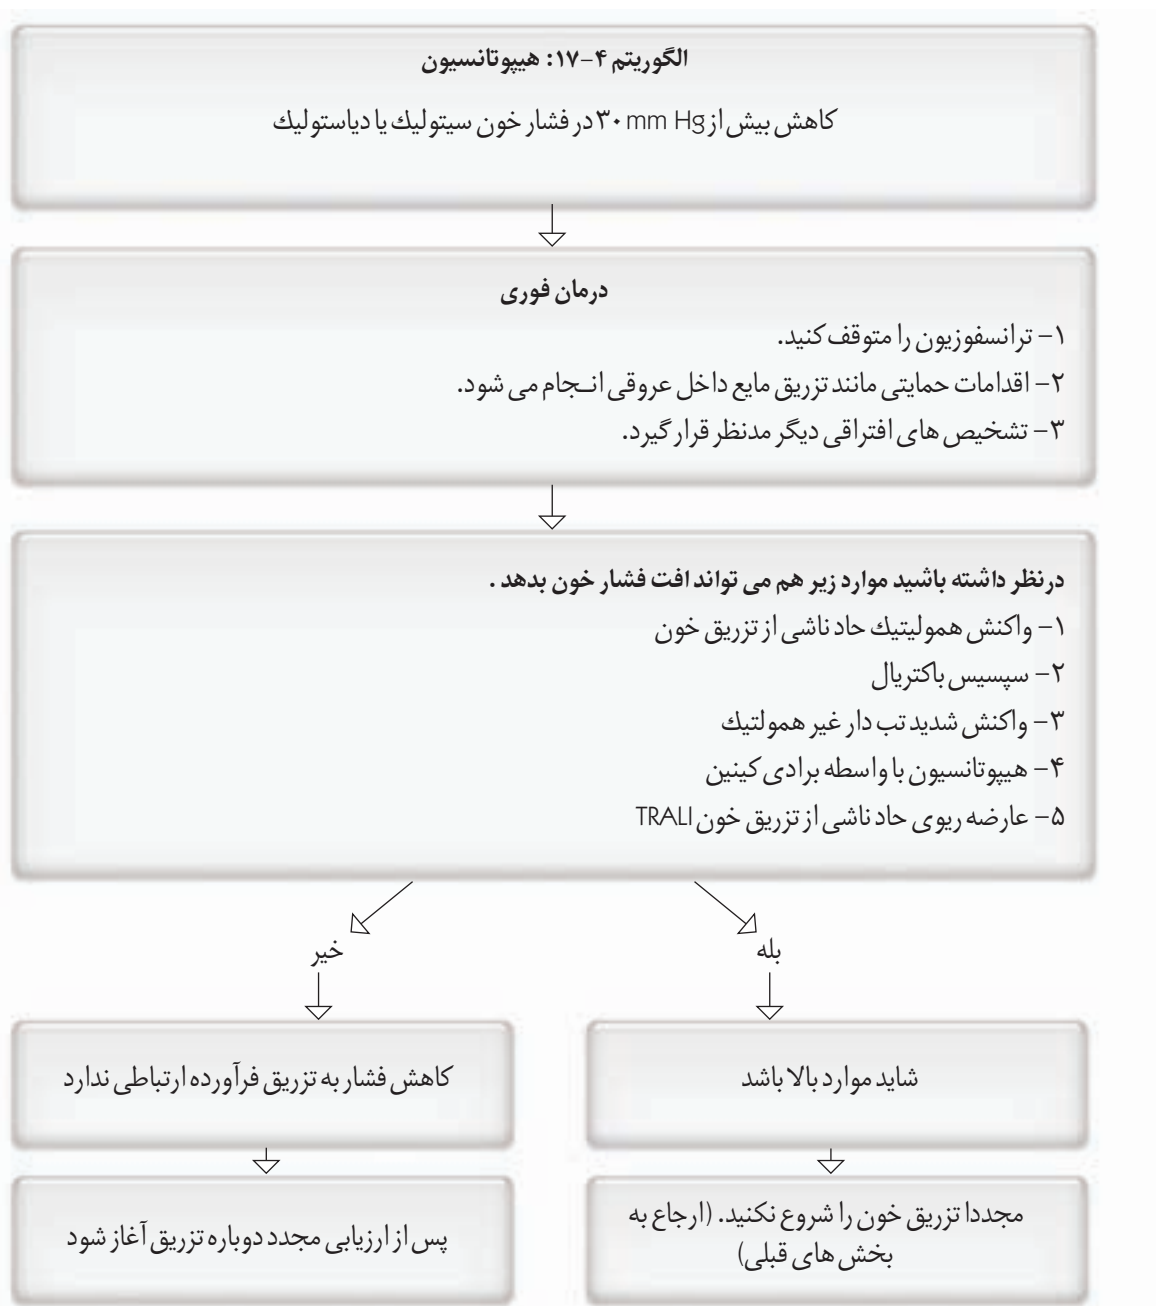 الگوریتم ۴-۱۷: هیپوتانسیون
کاهش بیش از ۳۰ mm Hg در فشار خون سیتولیك یا دیاستولیك
درمان فوری
۱- ترانسفوزیون را متوقف کنید.
۲- اقدامات حمایتی مانند تزریق مایع داخل عروقی انـجام می شود.
۳- تشخیص های افتراقی دیگر مدنظر قرار گیرد.
درنظر داشته باشید موارد زیر هم می تواند افت فشار خون بدهد .
۱- واکنش همولیتیك حاد ناشی از تزریق خون
۲- سپسیس باکتریال
۳- واکنش شدید تب دار غیر همولتیك
۴- هیپوتانسیون با واسطه برادی کینین
۵- عارضه ریوی حاد ناشی از تزریق خون TRALI
بله
خیر
شاید موارد بالا باشد
کاهش فشار به تزریق فرآورده ارتباطی ندارد
مجددا تزریق خون را شروع نکنید. (ارجاع به
بخش های قبلی)
پس از ارزیابی مجدد دوباره تزریق آغاز شود